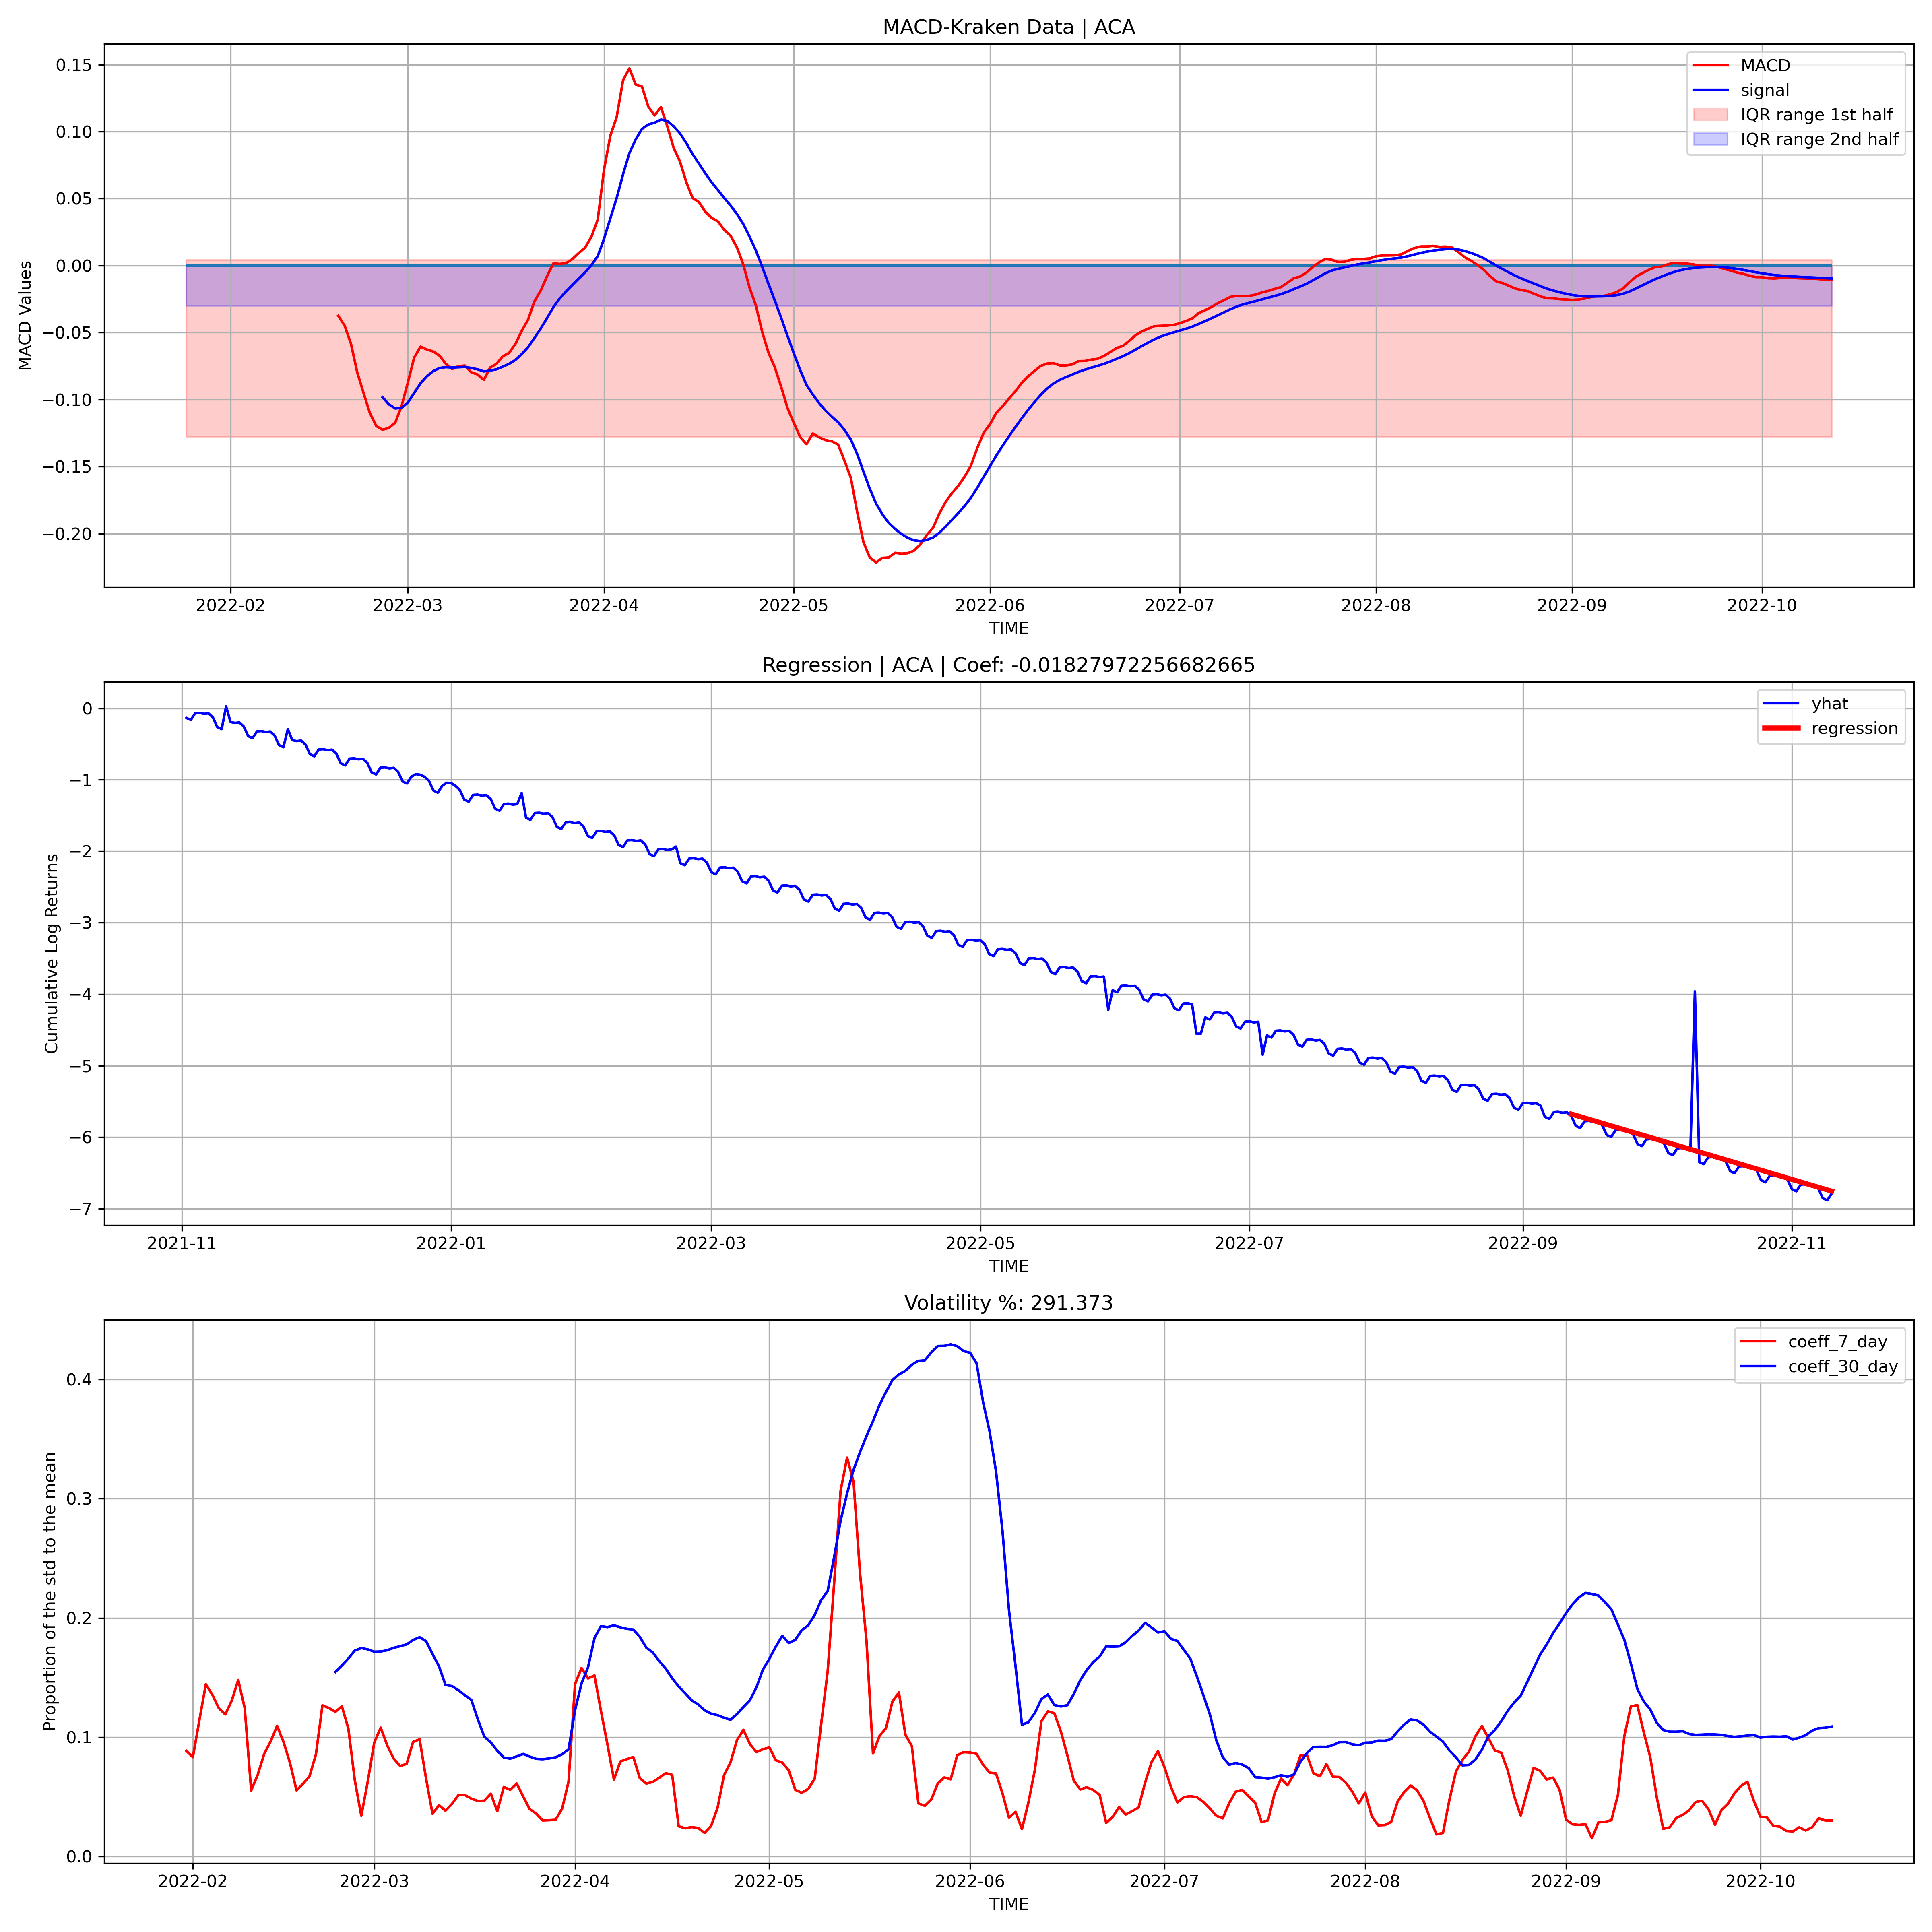 MACD-Kraken Data | ACA
MACD Values
0.15
0.10
0.05
0.00
−0.05
−0.10
−0.15
−0.20
MACD
signal
IQR range 1st half
IQR range 2nd half
2022-02 2022-03 2022-04 2022-05 2022-06 2022-07 2022-08 2022-09 2022-10
TIME
Regression | ACA | Coef: -0.01827972256682665
Cumulative Log Returns
0
−1
−2
−3
−4
−5
−6
−7
yhat
regression
2021-11 2022-01 2022-03 2022-05 2022-07 2022-09 2022-11
TIME
Volatility %: 291.373
Proportion of the std to the mean
0.4
0.3
0.2
0.1
0.0
coeff_7_day
coeff_30_day
2022-02 2022-03 2022-04 2022-05 2022-06 2022-07 2022-08 2022-09 2022-10
TIME